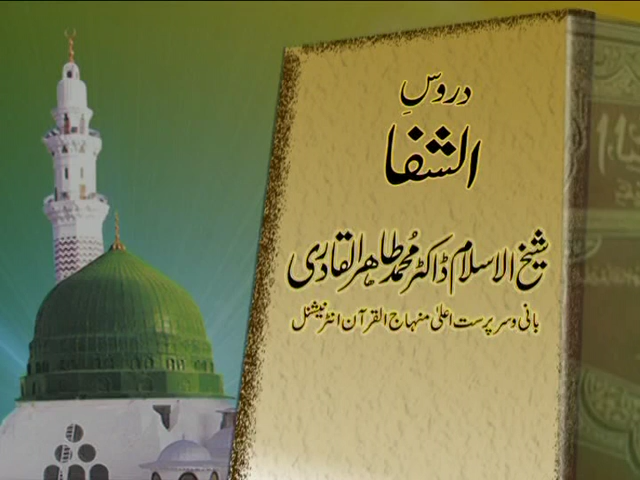 دروسِ
الشفا
شیخ الاسلام ڈاکٹر محمد طاہر القادری
بانی و سرپرست اعلیٰ منہاج القرآن انٹرنیشنل